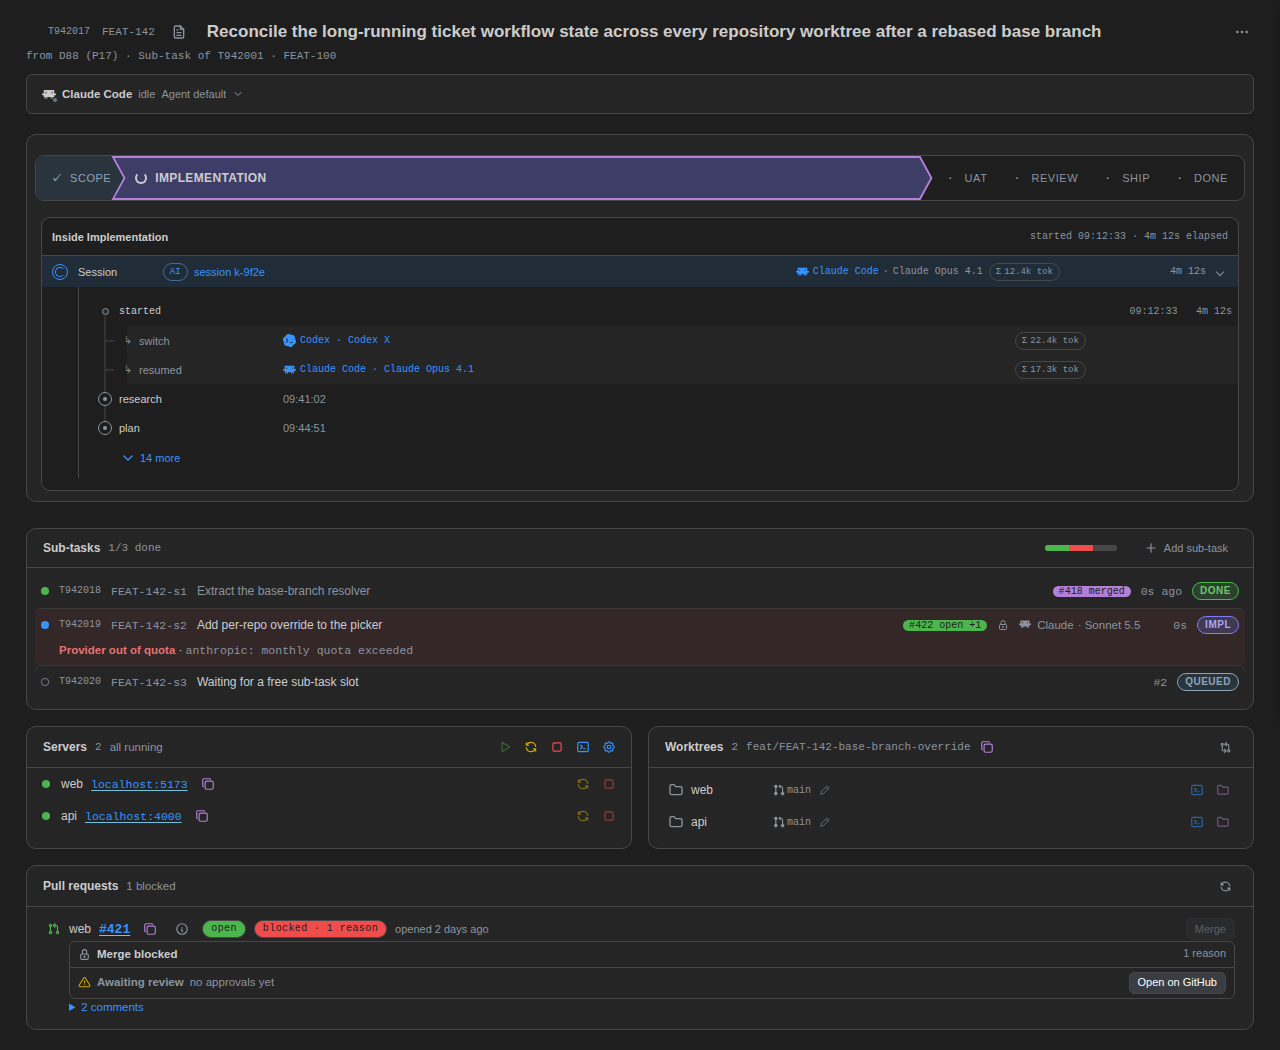 T942017 FEAT-142 Reconcile the long-running ticket workflow state across every repository worktree after a rebased base branch
from D88 (P17) · Sub-task of T942001 · FEAT-100
Claude Code idle Agent default
SCOPE IMPLEMENTATION · UAT · REVIEW · SHIP · DONE
Inside Implementation started 09:12:33 · 4m 12s elapsed
Session AI session k-9f2e Claude Code · Claude Opus 4.1 Σ 12.4k tok 4m 12s
started 09:12:33 4m 12s
↳ switch Codex · Codex X Σ 22.4k tok
↳ resumed Claude Code · Claude Opus 4.1 Σ 17.3k tok
research 09:41:02
plan 09:44:51
14 more
Sub-tasks 1/3 done Add sub-task
T942018 FEAT-142-s1 Extract the base-branch resolver #418 merged 0s ago DONE
T942019 FEAT-142-s2 Add per-repo override to the picker #422 open +1 Claude · Sonnet 5.5 0s IMPL
Provider out of quota · anthropic: monthly quota exceeded
T942020 FEAT-142-s3 Waiting for a free sub-task slot #2 QUEUED
Servers 2 all running
web localhost:5173
api localhost:4000
Worktrees 2 feat/FEAT-142-base-branch-override
web main
api main
Pull requests 1 blocked
web #421 open blocked · 1 reason opened 2 days ago Merge
Merge blocked 1 reason
Awaiting review no approvals yet Open on GitHub
2 comments